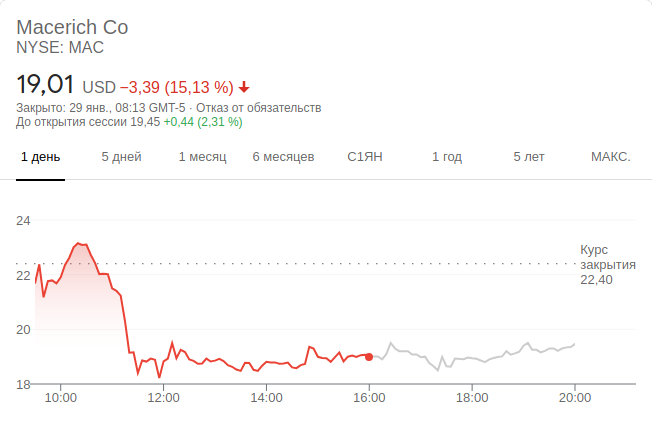 Macerich Co
NYSE: MAC
19,01 USD −3,39 (15,13 %)
Закрыто: 29 янв., 08:13 GMT-5 · Отказ от обязательств
До открытия сессии 19,45 +0,44 (2,31 %)
1 день 5 дней 1 месяц 6 месяцев С1ЯН 1 год 5 лет МАКС.
24
Курс
закрытия
22,40
22
20
18
10:00 12:00 14:00 16:00 18:00 20:00